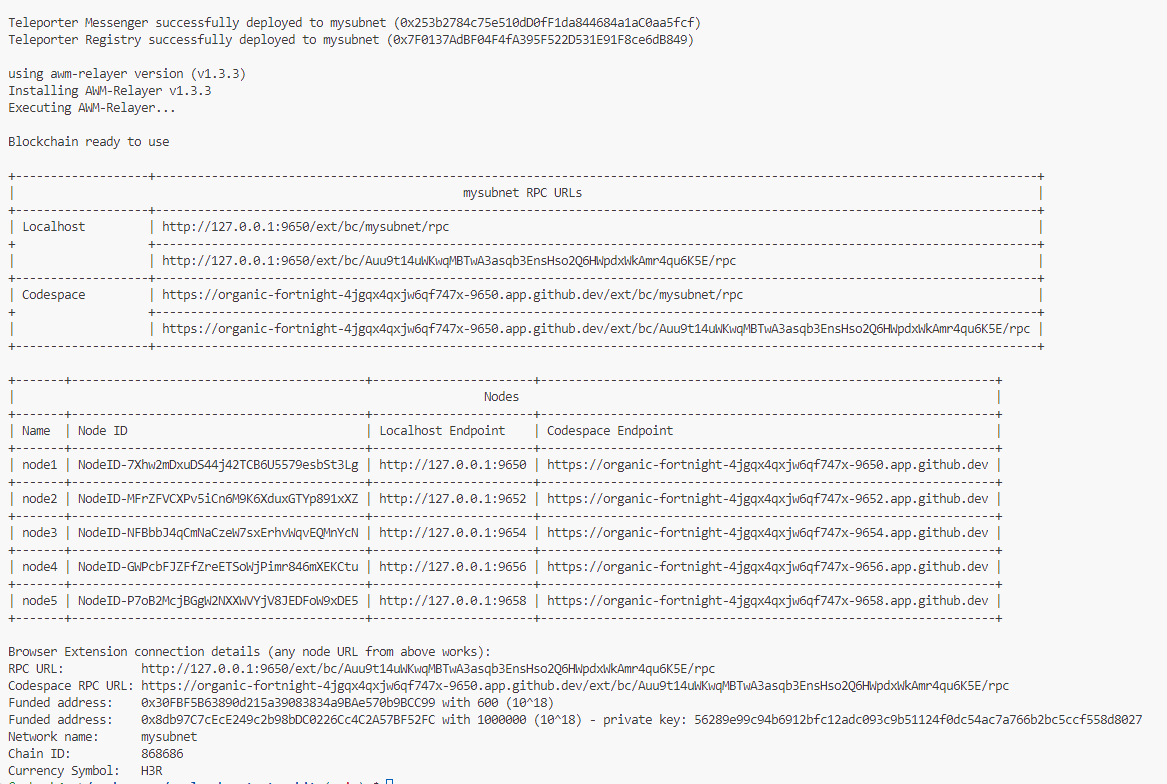 Teleporter Messenger successfully deployed to mysubnet (0x253b2784c75e510dD0fF1da844684a1aC0aa5fcf)
Teleporter Registry successfully deployed to mysubnet (0x7F0137AdBF04F4fA395F522D531E91F8ce6dB849)
using awm-relayer version (v1.3.3)
Installing AWM-Relayer v1.3.3
Executing AWM-Relayer...
Blockchain ready to use
mysubnet RPC URLs
Localhost http://127.0.0.1:9650/ext/bc/mysubnet/rpc
http://127.0.0.1:9650/ext/bc/Auu9t14uWKwqMBTwA3asqb3EnsHso2Q6HWpdxWkAmr4qu6K5E/rpc
Codespace https://organic-fortnight-4jgqx4qxjw6qf747x-9650.app.github.dev/ext/bc/mysubnet/rpc
https://organic-fortnight-4jgqx4qxjw6qf747x-9650.app.github.dev/ext/bc/Auu9t14uWKwqMBTwA3asqb3EnsHso2Q6HWpdxWkAmr4qu6K5E/rpc
Nodes
Name Node ID Localhost Endpoint Codespace Endpoint
node1 NodeID-7Xhw2mDxuDS44j42TCB6U5579esbSt3Lg http://127.0.0.1:9650 https://organic-fortnight-4jgqx4qxjw6qf747x-9650.app.github.dev
node2 NodeID-MFrZFVCXPv5iCn6M9K6XduxGTYp891xXZ http://127.0.0.1:9652 https://organic-fortnight-4jgqx4qxjw6qf747x-9652.app.github.dev
node3 NodeID-NFBbbJ4qCmNaCzeW7sxErhvWqvEQMnYcN http://127.0.0.1:9654 https://organic-fortnight-4jgqx4qxjw6qf747x-9654.app.github.dev
node4 NodeID-GWPcbFJZFfZreETSoWjPimr846mXEKCtu http://127.0.0.1:9656 https://organic-fortnight-4jgqx4qxjw6qf747x-9656.app.github.dev
node5 NodeID-P7oB2McjBGgW2NXXWVYjV8JEDFoW9xDE5 http://127.0.0.1:9658 https://organic-fortnight-4jgqx4qxjw6qf747x-9658.app.github.dev
Browser Extension connection details (any node URL from above works):
RPC URL: http://127.0.0.1:9650/ext/bc/Auu9t14uWKwqMBTwA3asqb3EnsHso2Q6HWpdxWkAmr4qu6K5E/rpc
Codespace RPC URL: https://organic-fortnight-4jgqx4qxjw6qf747x-9650.app.github.dev/ext/bc/Auu9t14uWKwqMBTwA3asqb3EnsHso2Q6HWpdxWkAmr4qu6K5E/rpc
Funded address: 0x30FBF5B63890d215a39083834a9BAe570b9BCC99 with 600 (10^18)
Funded address: 0x8db97C7cEcE249c2b98bDC0226Cc4C2A57BF52FC with 1000000 (10^18) - private key: 56289e99c94b6912bfc12adc093c9b51124f0dc54ac7a766b2bc5ccf558d8027
Network name: mysubnet
Chain ID: 868686
Currency Symbol: H3R